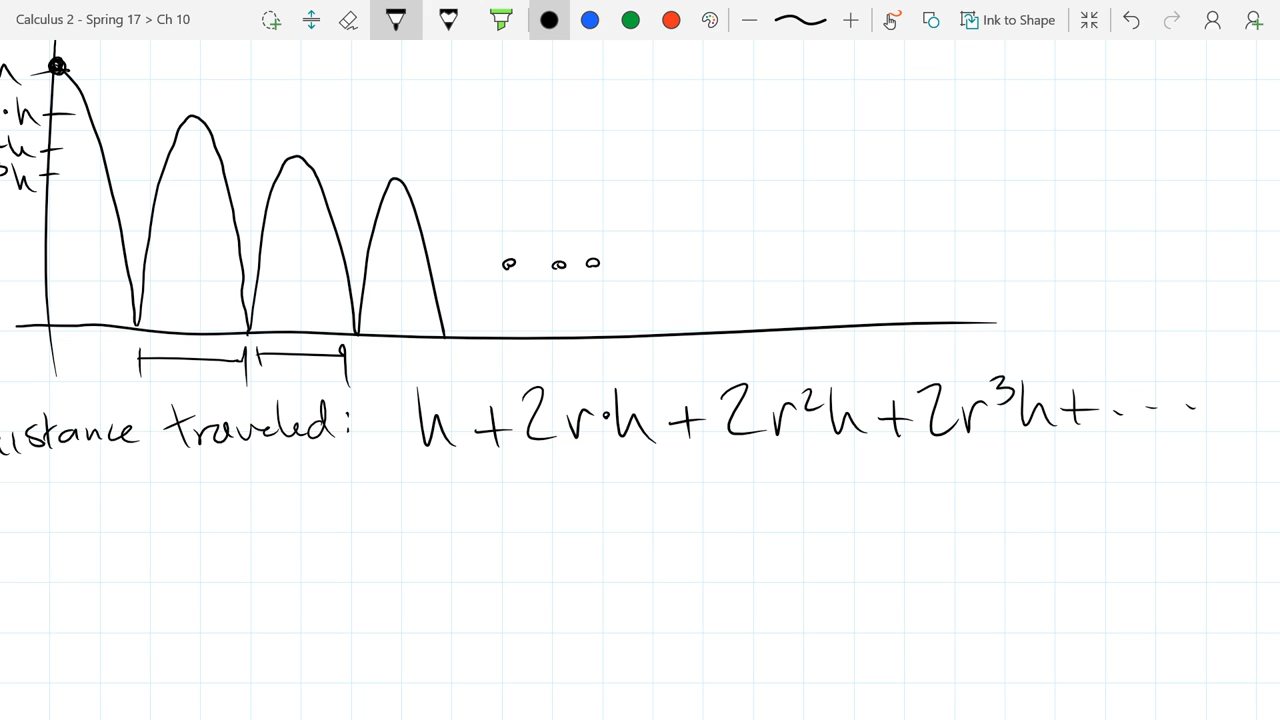 Calculus 2 - Spring 17 > Ch 10
Ink to Shape
h
·h
h
h
istance traveled: h + 2r·h + 2r²h + 2r³h + ...